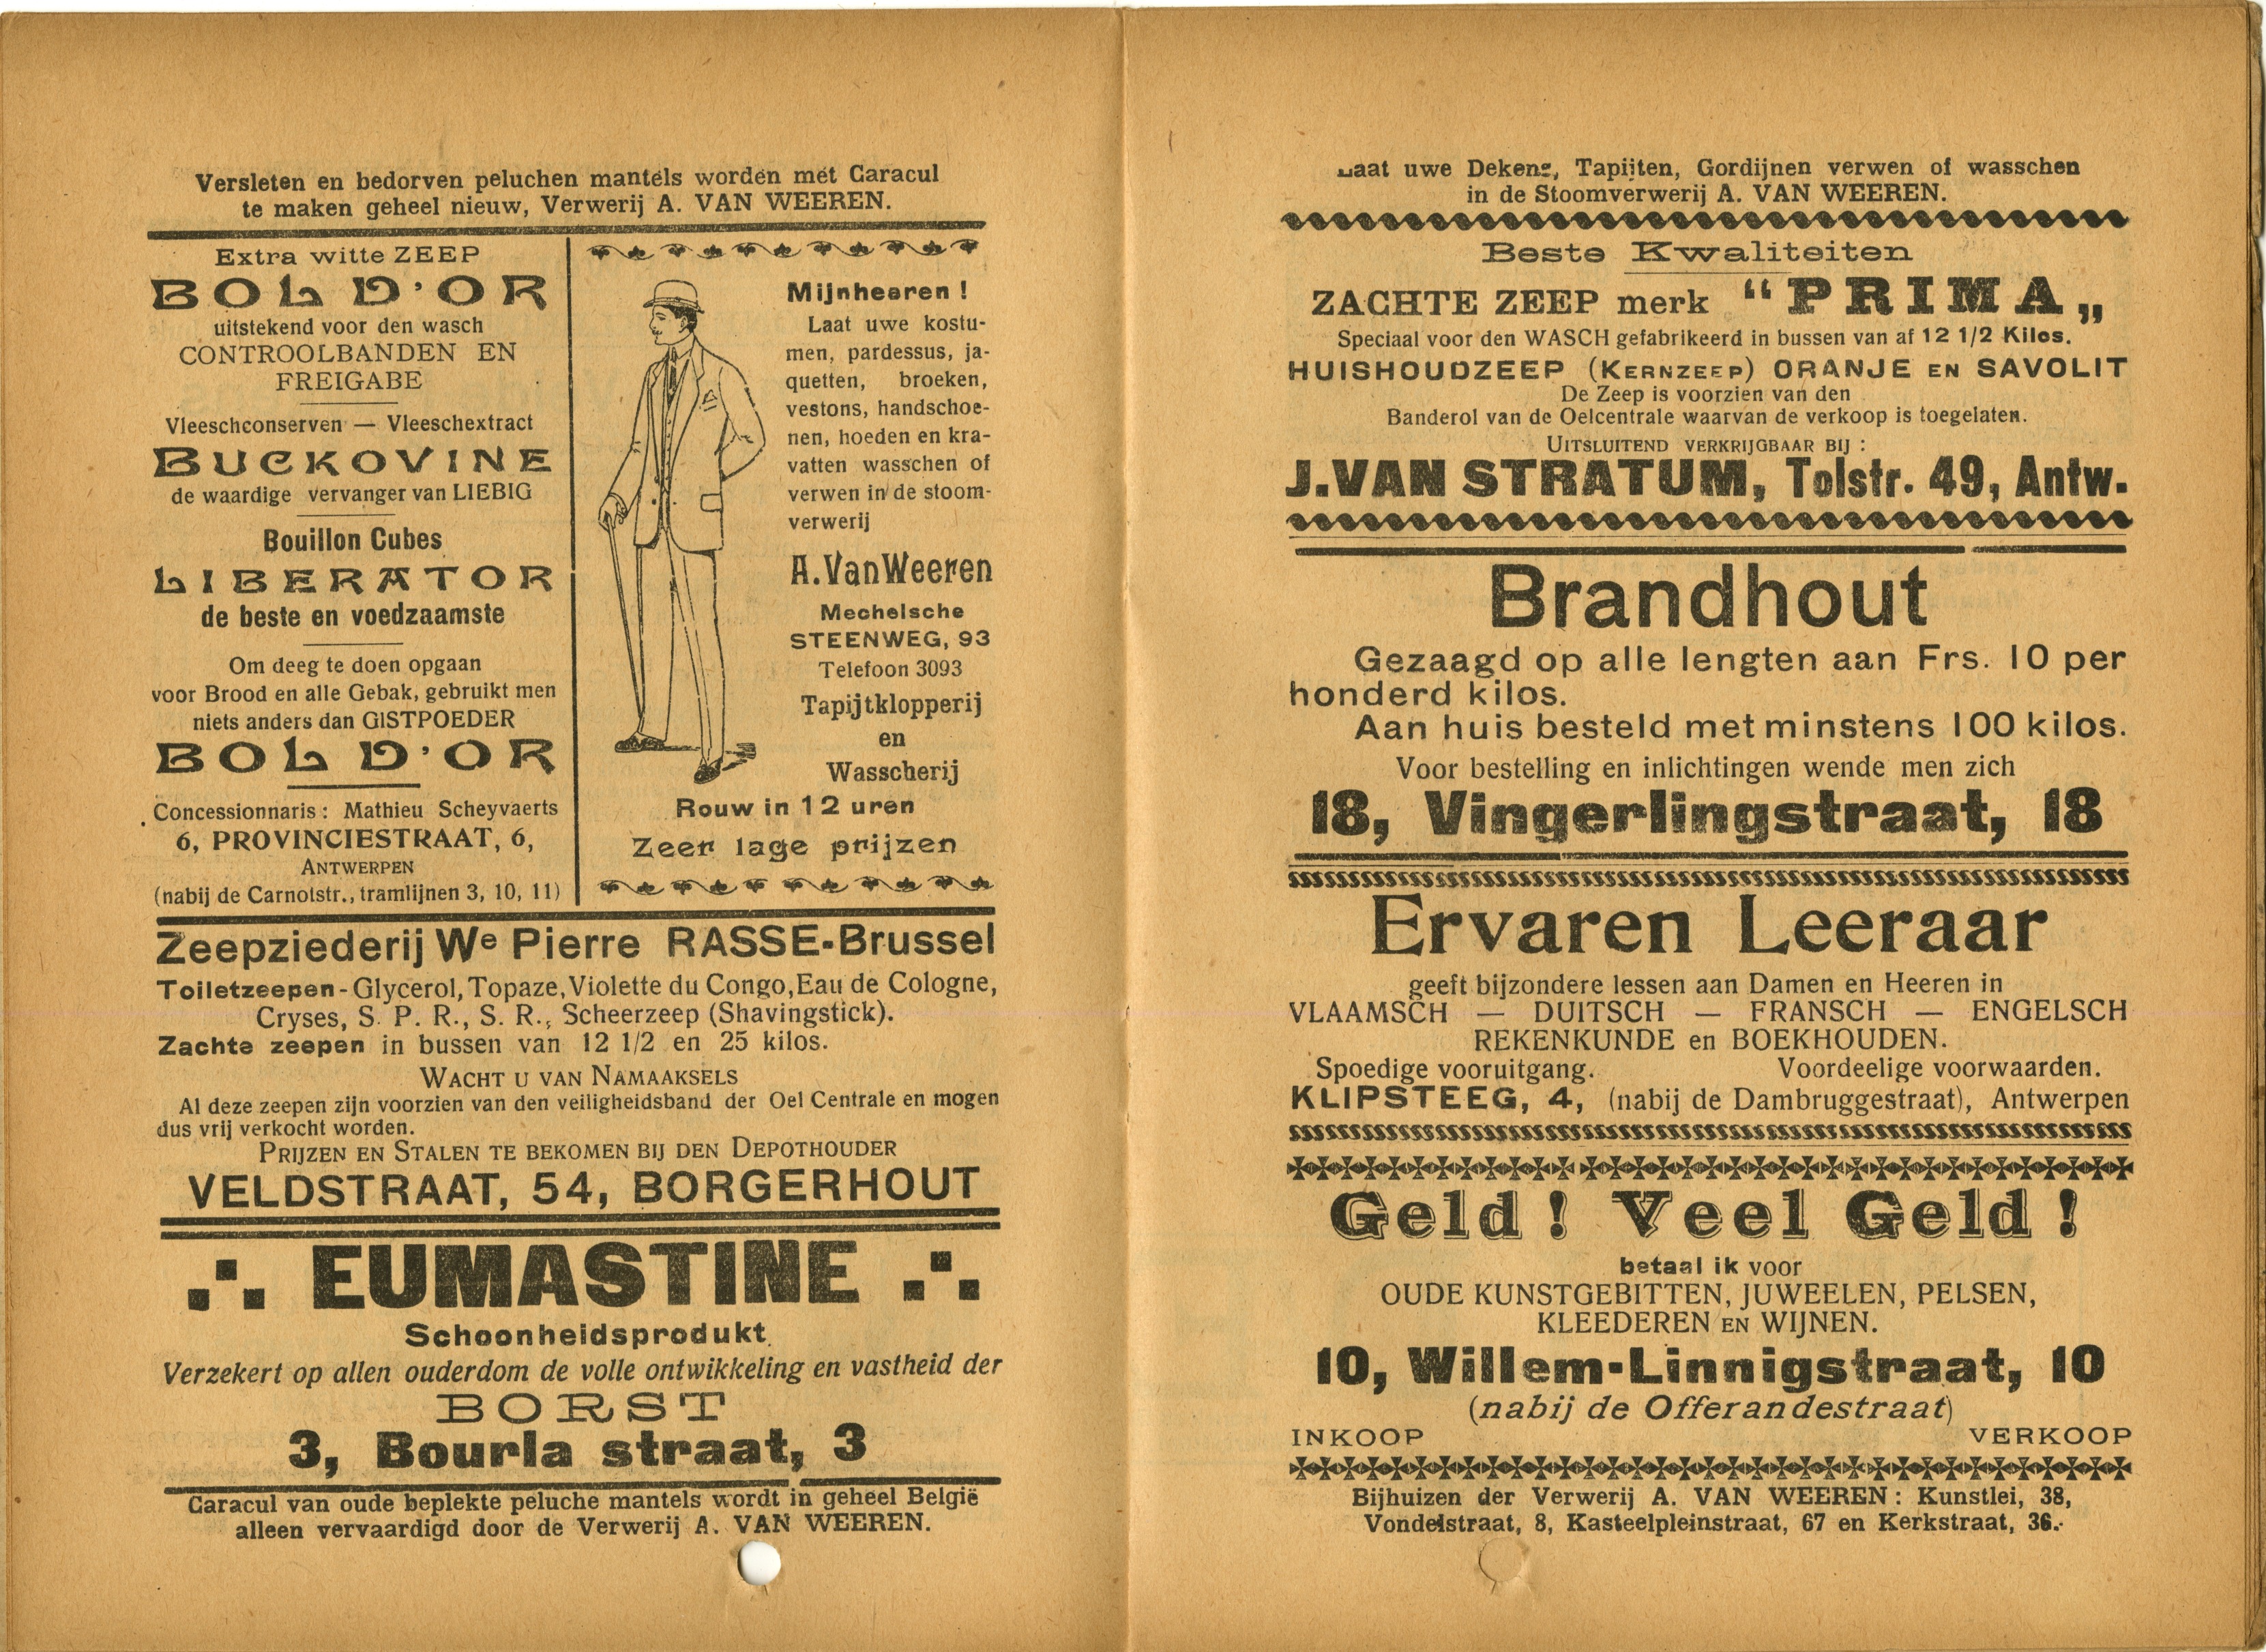 Versleten en bedorven peluchen mantels worden met Caracul
te maken geheel nieuw, Verwerij A. VAN WEEREN.
Extra witte ZEEP
BOL D'OR
uitstekend voor den wasch
CONTROOLBANDEN EN
FREIGABE
Vleeschconserven — Vleeschextract
BUCKOVINE
de waardige vervanger van LIEBIG
Bouillon Cubes
LIBERATOR
de beste en voedzaamste
Om deeg te doen opgaan
voor Brood en alle Gebak, gebruikt men
niets anders dan GISTPOEDER
BOL D'OR
Concessionnaris : Mathieu Scheyvaerts
6, PROVINCIESTRAAT, 6,
ANTWERPEN
(nabij de Carnotstr., tramlijnen 3, 10, 11)
Mijnheeren !
Laat uwe kostu-
men, pardessus, ja-
quetten, broeken,
vestons, handschoe-
nen, hoeden en kra-
vatten wasschen of
verwen in de stoom-
verwerij
A. Van Weeren
Mechelsche
STEENWEG, 93
Telefoon 3093
Tapijtklopperij
en
Wasscherij
Rouw in 12 uren
Zeer lage prijzen
Zeepziederij We Pierre RASSE-Brussel
Toiletzeepen - Glycerol, Topaze, Violette du Congo, Eau de Cologne,
Cryses, S. P. R., S. R., Scheerzeep (Shavingstick).
Zachte zeepen in bussen van 12 1/2 en 25 kilos.
WACHT U VAN NAMAAKSELS
Al deze zeepen zijn voorzien van den veiligheidsband der Oel Centrale en mogen
dus vrij verkocht worden.
PRIJZEN EN STALEN TE BEKOMEN BIJ DEN DEPOTHOUDER
VELDSTRAAT, 54, BORGERHOUT
EUMASTINE
Schoonheidsprodukt
Verzekert op allen ouderdom de volle ontwikkeling en vastheid der
BORST
3, Bourla straat, 3
Caracul van oude beplekte peluche mantels wordt in geheel België
alleen vervaardigd door de Verwerij A. VAN WEEREN.
Laat uwe Dekens, Tapijten, Gordijnen verwen of wasschen
in de Stoomverwerij A. VAN WEEREN.
Beste Kwaliteiten
ZACHTE ZEEP merk “PRIMA„
Speciaal voor den WASCH gefabrikeerd in bussen van af 12 1/2 Kilos.
HUISHOUDZEEP (KERNZEEP) ORANJE EN SAVOLIT
De Zeep is voorzien van den
Banderol van de Oelcentrale waarvan de verkoop is toegelaten.
UITSLUITEND VERKRIJGBAAR BIJ :
J. VAN STRATUM, Tolstr. 49, Antw.
Brandhout
Gezaagd op alle lengten aan Frs. 10 per
honderd kilos.
Aan huis besteld met minstens 100 kilos.
Voor bestelling en inlichtingen wende men zich
18, Vingerlingstraat, 18
Ervaren Leeraar
geeft bijzondere lessen aan Damen en Heeren in
VLAAMSCH — DUITSCH — FRANSCH — ENGELSCH
REKENKUNDE en BOEKHOUDEN.
Spoedige vooruitgang. Voordeelige voorwaarden.
KLIPSTEEG, 4, (nabij de Dambruggestraat), Antwerpen
Geld ! Veel Geld !
betaal ik voor
OUDE KUNSTGEBITTEN, JUWEELEN, PELSEN,
KLEEDEREN EN WIJNEN.
10, Willem-Linnigstraat, 10
(nabij de Offerandestraat)
INKOOP VERKOOP
Bijhuizen der Verwerij A. VAN WEEREN : Kunstlei, 38,
Vondelstraat, 8, Kasteelpleinstraat, 67 en Kerkstraat, 36.